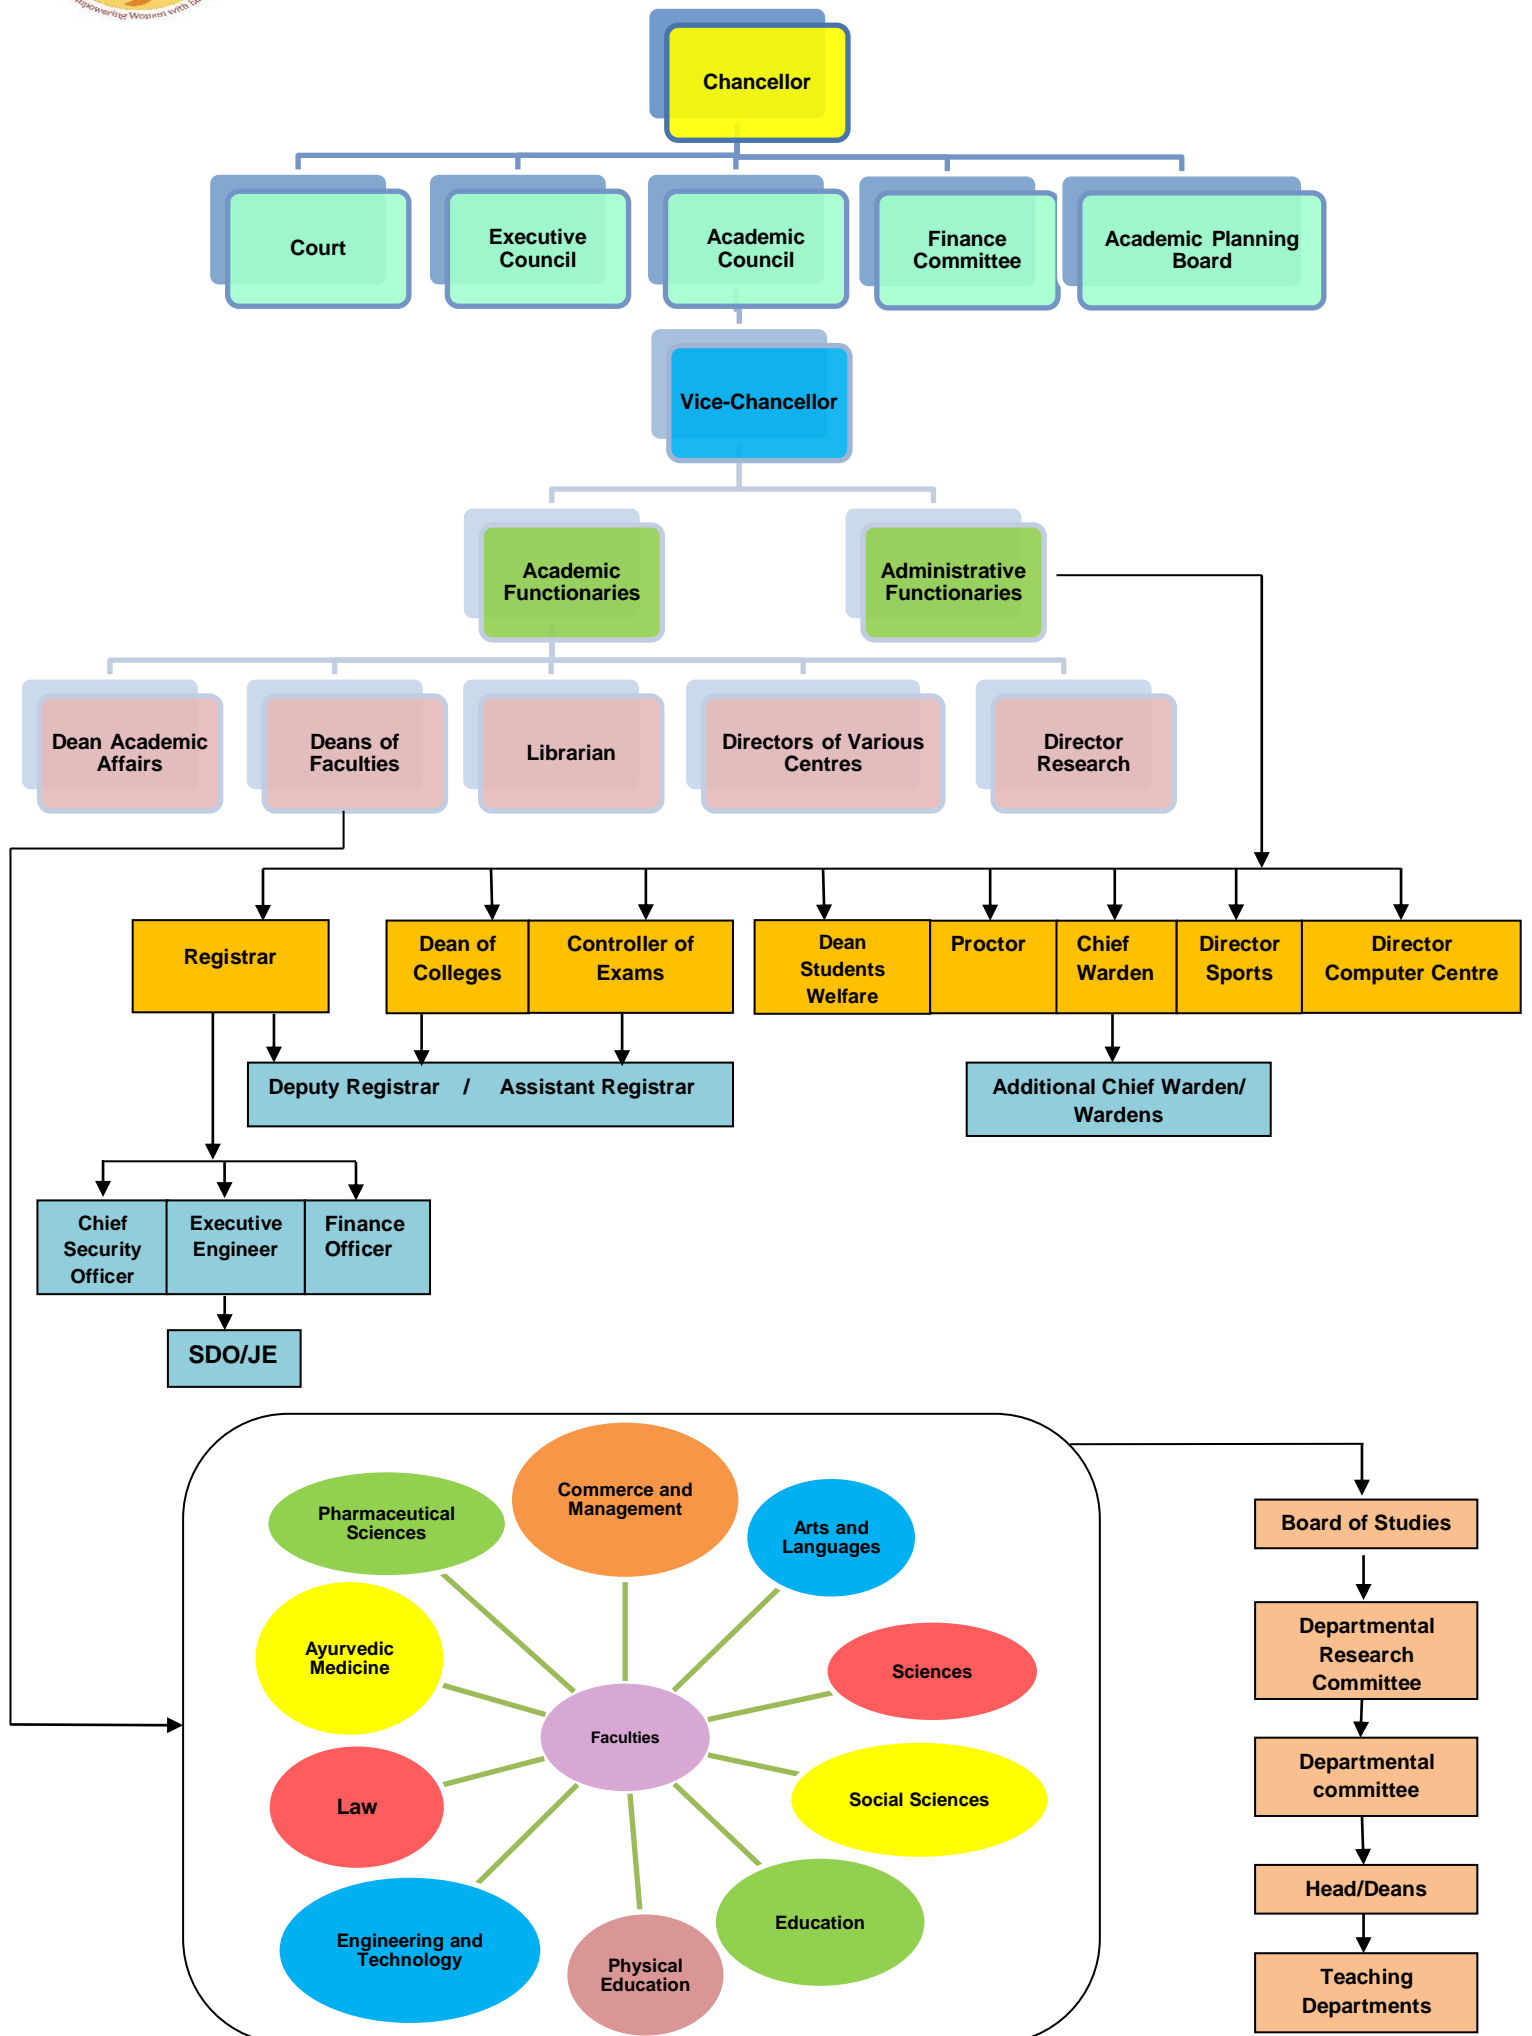 Empowering Women with
Chancellor
Court
Executive
Council
Academic
Council
Finance
Committee
Academic Planning
Board
Vice-Chancellor
Academic
Functionaries
Administrative
Functionaries
Dean Academic
Affairs
Deans of
Faculties
Librarian
Directors of Various
Centres
Director
Research
Registrar
Dean of
Colleges
Controller of
Exams
Dean
Students
Welfare
Proctor
Chief
Warden
Director
Sports
Director
Computer Centre
Deputy Registrar / Assistant Registrar
Additional Chief Warden/
Wardens
Chief
Security
Officer
Executive
Engineer
Finance
Officer
SDO/JE
Commerce and
Management
Pharmaceutical
Sciences
Arts and
Languages
Ayurvedic
Medicine
Sciences
Faculties
Law
Social Sciences
Engineering and
Technology
Physical
Education
Education
Board of Studies
Departmental
Research
Committee
Departmental
committee
Head/Deans
Teaching
Departments